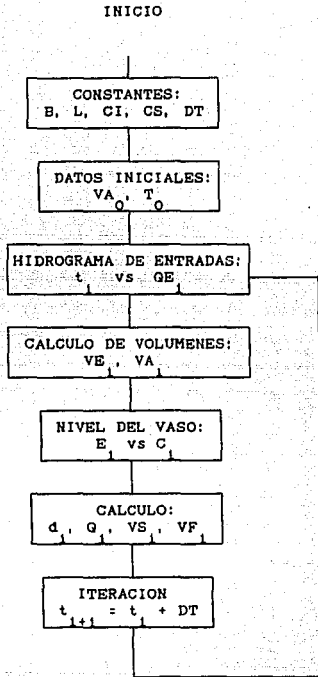 INICIO
CONSTANTES:
B, L, CI, CS, DT
DATOS INICIALES:
VA₀, T₀
HIDROGRAMA DE ENTRADAS:
tᵢ vs QEᵢ
CALCULO DE VOLUMENES:
VEᵢ, VAᵢ
NIVEL DEL VASO:
Eᵢ vs Cᵢ
CALCULO:
dᵢ, Qᵢ, VSᵢ, VFᵢ
ITERACION
tᵢ₊₁ = tᵢ + DT